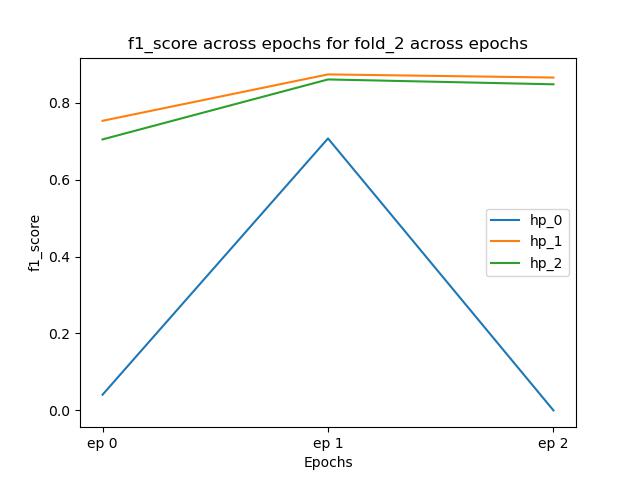 f1_score across epochs for fold_2 across epochs
f1_score
0.8
0.6
0.4
0.2
0.0
hp_0
hp_1
hp_2
ep 0
ep 1
ep 2
Epochs